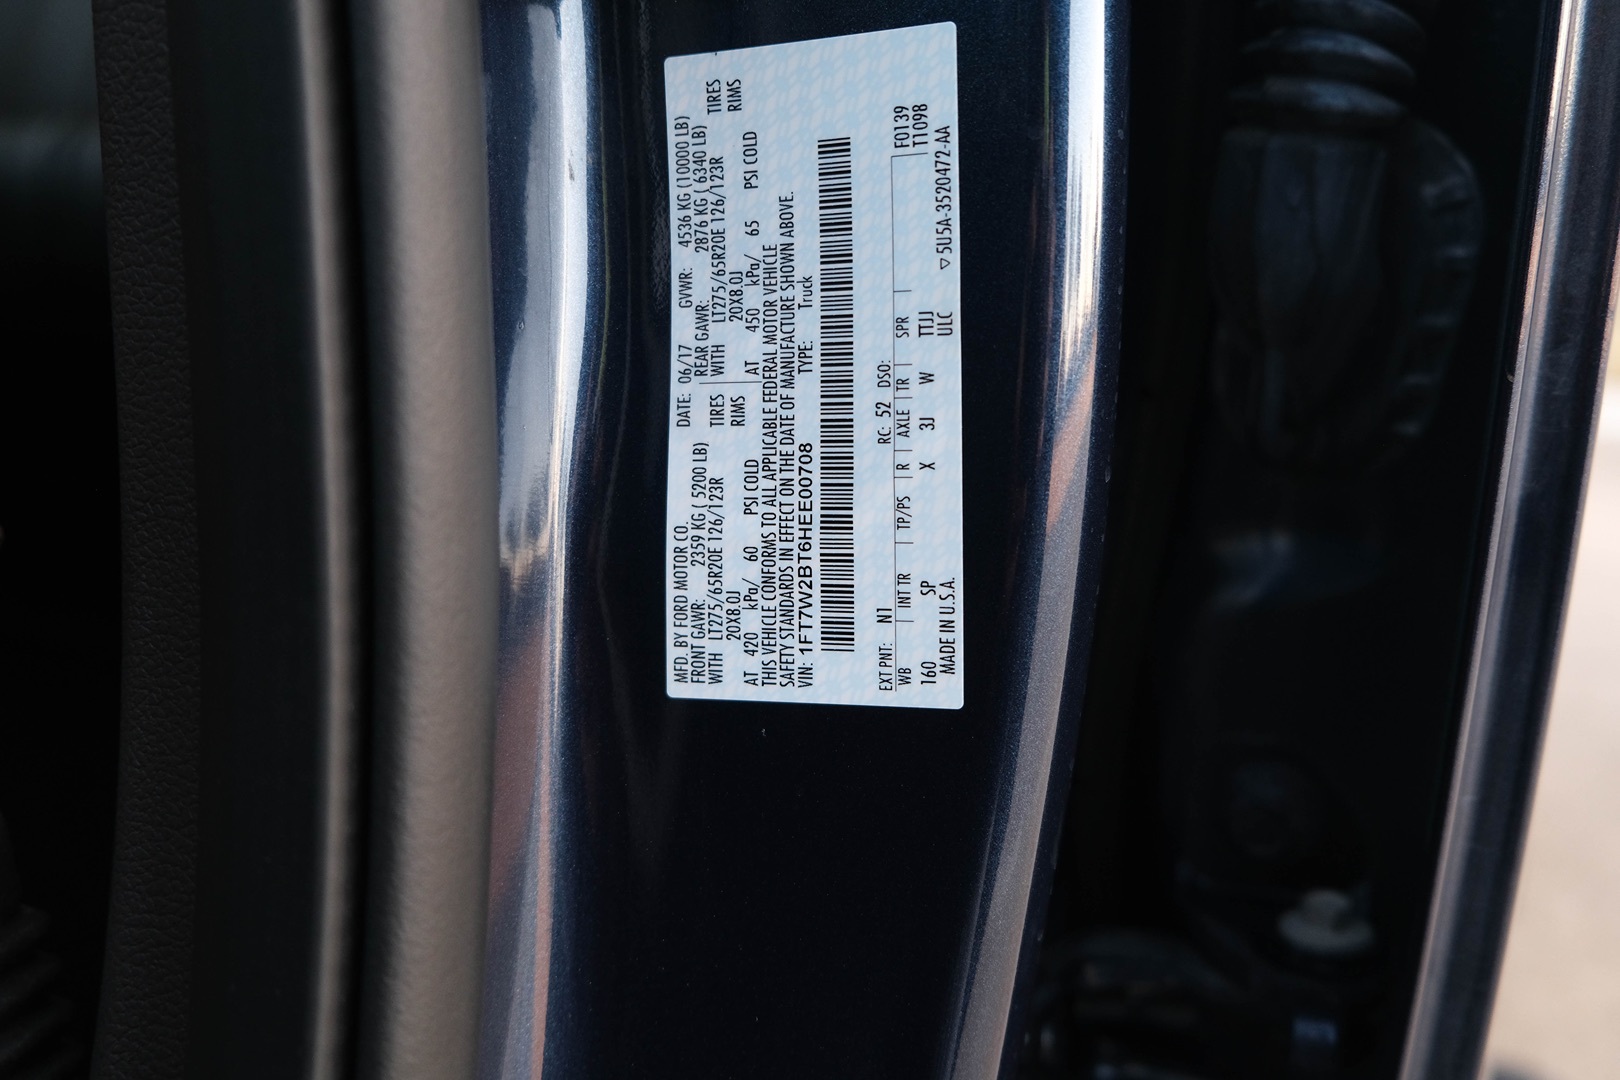 MFD. BY FORD MOTOR CO. DATE: 06/17 GVWR: 4536 KG (10000 LB)
FRONT GAWR: 2359 KG ( 5200 LB) REAR GAWR: 2876 KG ( 6340 LB)
WITH LT275/65R20E 126/123R TIRES WITH LT275/65R20E 126/123R TIRES
20X8.0J RIMS 20X8.0J RIMS
AT 420 kPa/ 60 PSI COLD AT 450 kPa/ 65 PSI COLD
THIS VEHICLE CONFORMS TO ALL APPLICABLE FEDERAL MOTOR VEHICLE
SAFETY STANDARDS IN EFFECT ON THE DATE OF MANUFACTURE SHOWN ABOVE.
VIN: 1FT7W2BT6HEE00708 TYPE: Truck
EXT PNT: N1 RC: 52 DSO:
WB INT TR TP/PS R AXLE TR SPR F0139
T1098
160 SP X 3J W TTJJ
MADE IN U.S.A. ULC ▽5U5A-3520472-AA